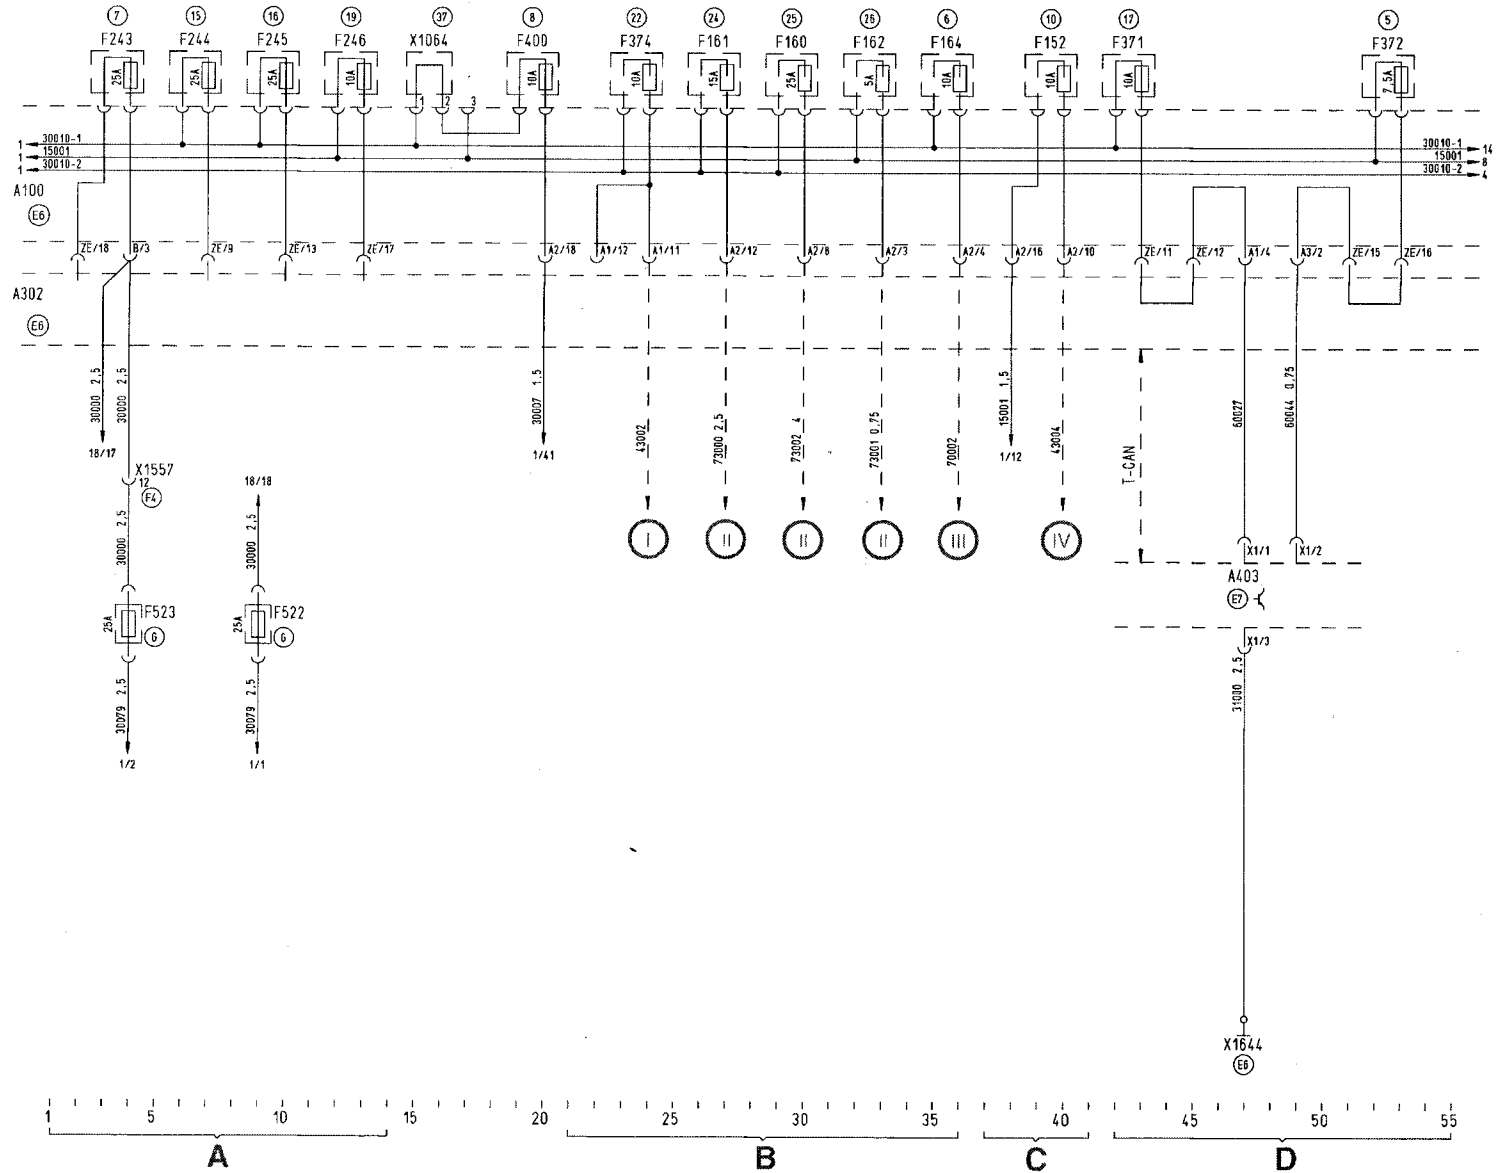 7 15 16 19 37 8 22 24 25 26 6 10 17 5
F243 F244 F245 F246 X1064 F400 F374 F161 F160 F162 F164 F152 F371 F372
25A 25A 25A 10A 10A 10A 15A 25A 5A 10A 10A 10A 7,5A
1 2 3
1 30010-1 30010-1 14
1 15001 15001 8
1 30010-2 30010-2 4
A100
E6
ZE/18 B/3 ZE/9 ZE/13 ZE/17 A2/18 A1/12 A1/11 A2/12 A2/6 A2/3 A2/4 A2/16 A2/10 ZE/11 ZE/12 A1/4 A3/2 ZE/15 ZE/16
A302
E6
30000 2,5 30000 2,5 30007 1,5 43002 73000 2,5 73002 4 73001 0,75 70002 15001 1,5 43004 T-CAN 60027 60044 0,75
18/17 1/41 1/12
X1557
12
F4
18/18
30000 2,5 30000 2,5
I II II II III IV
X1/1 X1/2
A403
E7
25A F523 25A F522
G G
X1/3
30079 2,5 30079 2,5 31000 2,5
1/2 1/1
X1644
E6
1 5 10 15 20 25 30 35 40 45 50 55
A B C D